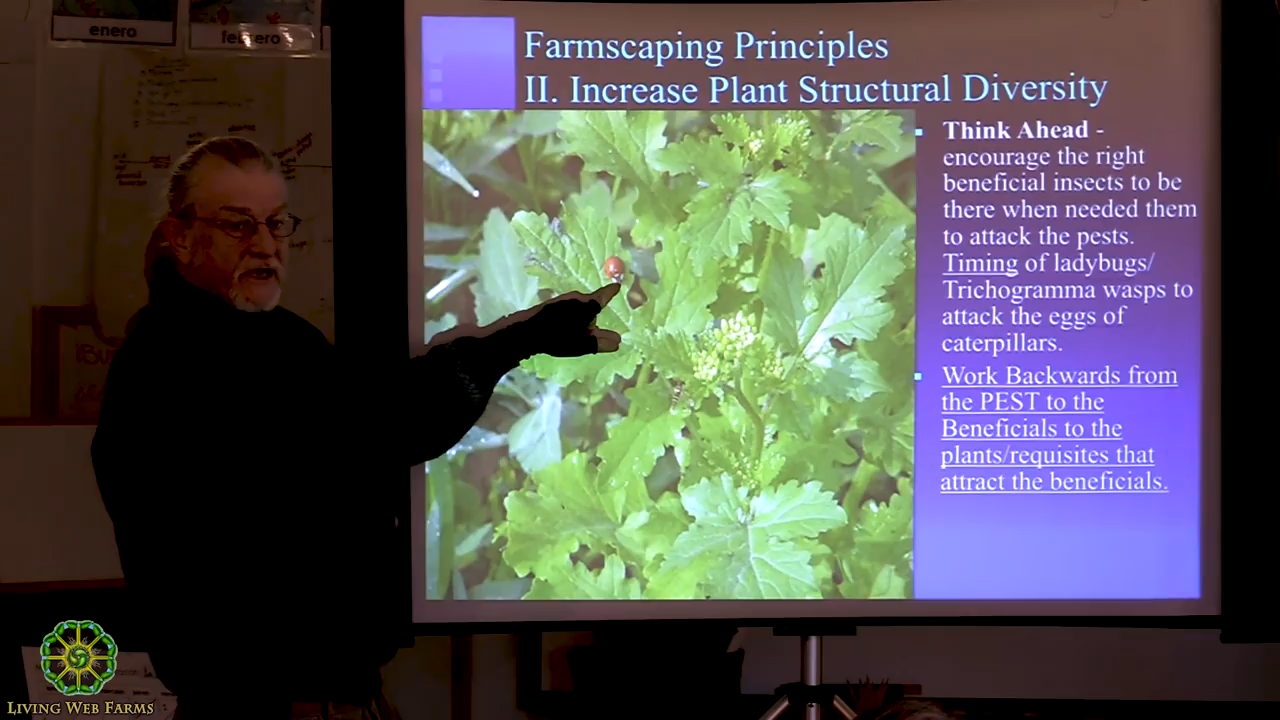 enero
febrero
Farmscaping Principles
II. Increase Plant Structural Diversity
Think Ahead -
encourage the right
beneficial insects to be
there when needed them
to attack the pests.
Timing of ladybugs/
Trichogramma wasps to
attack the eggs of
caterpillars.
Work Backwards from
the PEST to the
Beneficials to the
plants/requisites that
attract the beneficials.
LIVING WEB FARMS